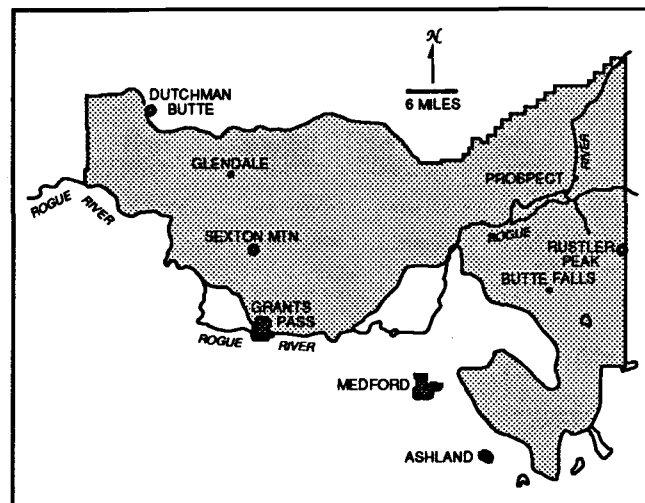 N
6 MILES
DUTCHMAN
BUTTE
GLENDALE
PROSPECT
RIVER
ROGUE
RIVER
ROGUE
SEXTON MTN.
RUSTLER
PEAK
BUTTE FALLS
GRANTS
PASS
ROGUE
RIVER
MEDFORD
ASHLAND